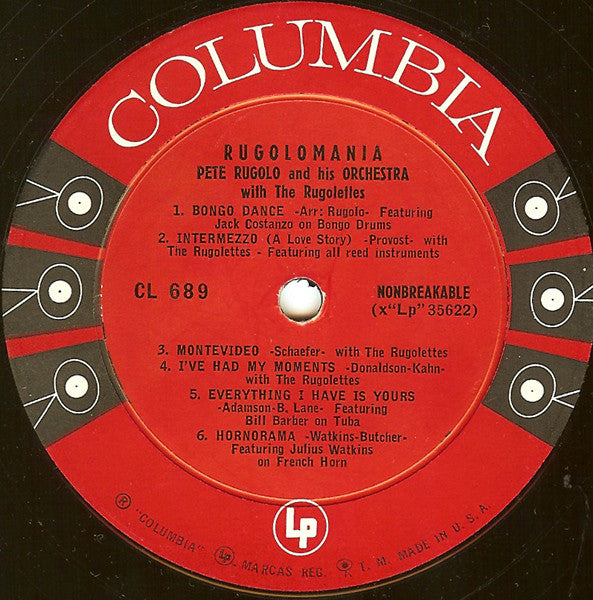 COLUMBIA
RUGOLOMANIA
PETE RUGOLO and his ORCHESTRA
with The Rugolettes
1. BONGO DANCE -Arr: Rugolo- Featuring
Jack Costanzo on Bongo Drums
2. INTERMEZZO (A Love Story) -Provost- with
The Rugolettes - Featuring all reed instruments
CL 689
NONBREAKABLE
(x"Lp" 35622)
3. MONTEVIDEO -Schaefer- with The Rugolettes
4. I'VE HAD MY MOMENTS -Donaldson-Kahn-
with The Rugolettes
5. EVERYTHING I HAVE IS YOURS
-Adamson-B. Lane- Featuring
Bill Barber on Tuba
6. HORNORAMA -Watkins-Butcher-
Featuring Julius Watkins
on French Horn
Lp
® "COLUMBIA" Lp - MARCAS REG. T. M. MADE IN U. S. A.